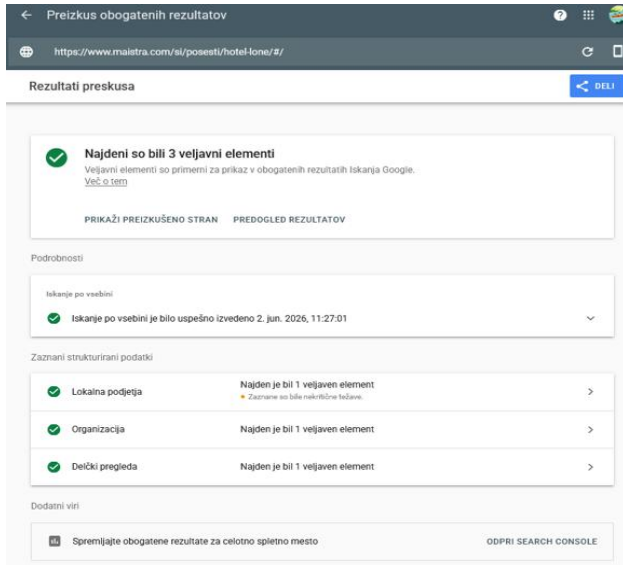 Preizkus obogatenih rezultatov
https://www.maistra.com/si/posesti/hotel-lone/#/
Rezultati preskusa
DELI
Najdeni so bili 3 veljavni elementi
Veljavni elementi so primerni za prikaz v obogatenih rezultatih Iskanja Google.
Več o tem
PRIKAŽI PREIZKUŠENO STRAN PREDOGLED REZULTATOV
Podrobnosti
Iskanje po vsebini
Iskanje po vsebini je bilo uspešno izvedeno 2. jun. 2026, 11:27:01
Zaznani strukturirani podatki
Lokalna podjetja Najden je bil 1 veljaven element
Zaznane so bile nekritične težave.
Organizacija Najden je bil 1 veljaven element
Delčki pregleda Najden je bil 1 veljaven element
Dodatni viri
Spremljajte obogatene rezultate za celotno spletno mesto ODPRI SEARCH CONSOLE